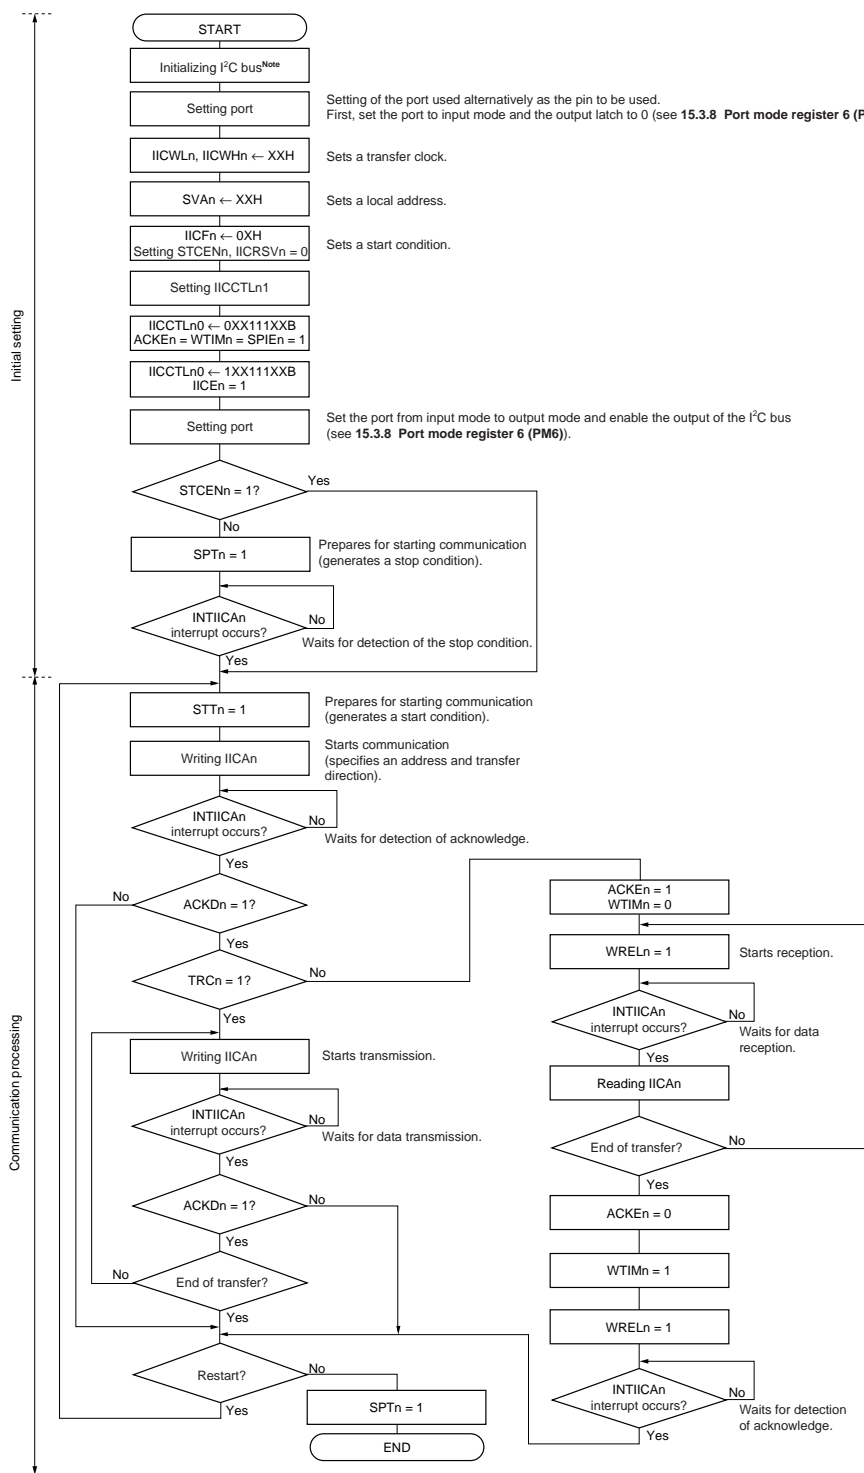 START
Initializing I²C busNote
Setting port
Setting of the port used alternatively as the pin to be used.
First, set the port to input mode and the output latch to 0 (see 15.3.8 Port mode register 6 (P
IICWLn, IICWHn ← XXH
Sets a transfer clock.
SVAn ← XXH
Sets a local address.
IICFn ← 0XH
Setting STCENn, IICRSVn = 0
Sets a start condition.
Setting IICCTLn1
IICCTLn0 ← 0XX111XXB
ACKEn = WTIMn = SPIEn = 1
IICCTLn0 ← 1XX111XXB
IICEn = 1
Setting port
Set the port from input mode to output mode and enable the output of the I²C bus
(see 15.3.8 Port mode register 6 (PM6)).
Initial setting
STCENn = 1?
Yes
No
SPTn = 1
Prepares for starting communication
(generates a stop condition).
INTIICAn
interrupt occurs?
No
Waits for detection of the stop condition.
Yes
STTn = 1
Prepares for starting communication
(generates a start condition).
Writing IICAn
Starts communication
(specifies an address and transfer
direction).
INTIICAn
interrupt occurs?
No
Waits for detection of acknowledge.
Yes
No
ACKDn = 1?
Yes
TRCn = 1?
No
Yes
Writing IICAn
Starts transmission.
INTIICAn
interrupt occurs?
No
Waits for data transmission.
Yes
ACKDn = 1?
No
Yes
No
End of transfer?
Yes
Restart?
No
Yes
SPTn = 1
END
Communication processing
ACKEn = 1
WTIMn = 0
WRELn = 1
Starts reception.
INTIICAn
interrupt occurs?
No
Waits for data
reception.
Yes
Reading IICAn
End of transfer?
No
Yes
ACKEn = 0
WTIMn = 1
WRELn = 1
INTIICAn
interrupt occurs?
No
Waits for detection
of acknowledge.
Yes